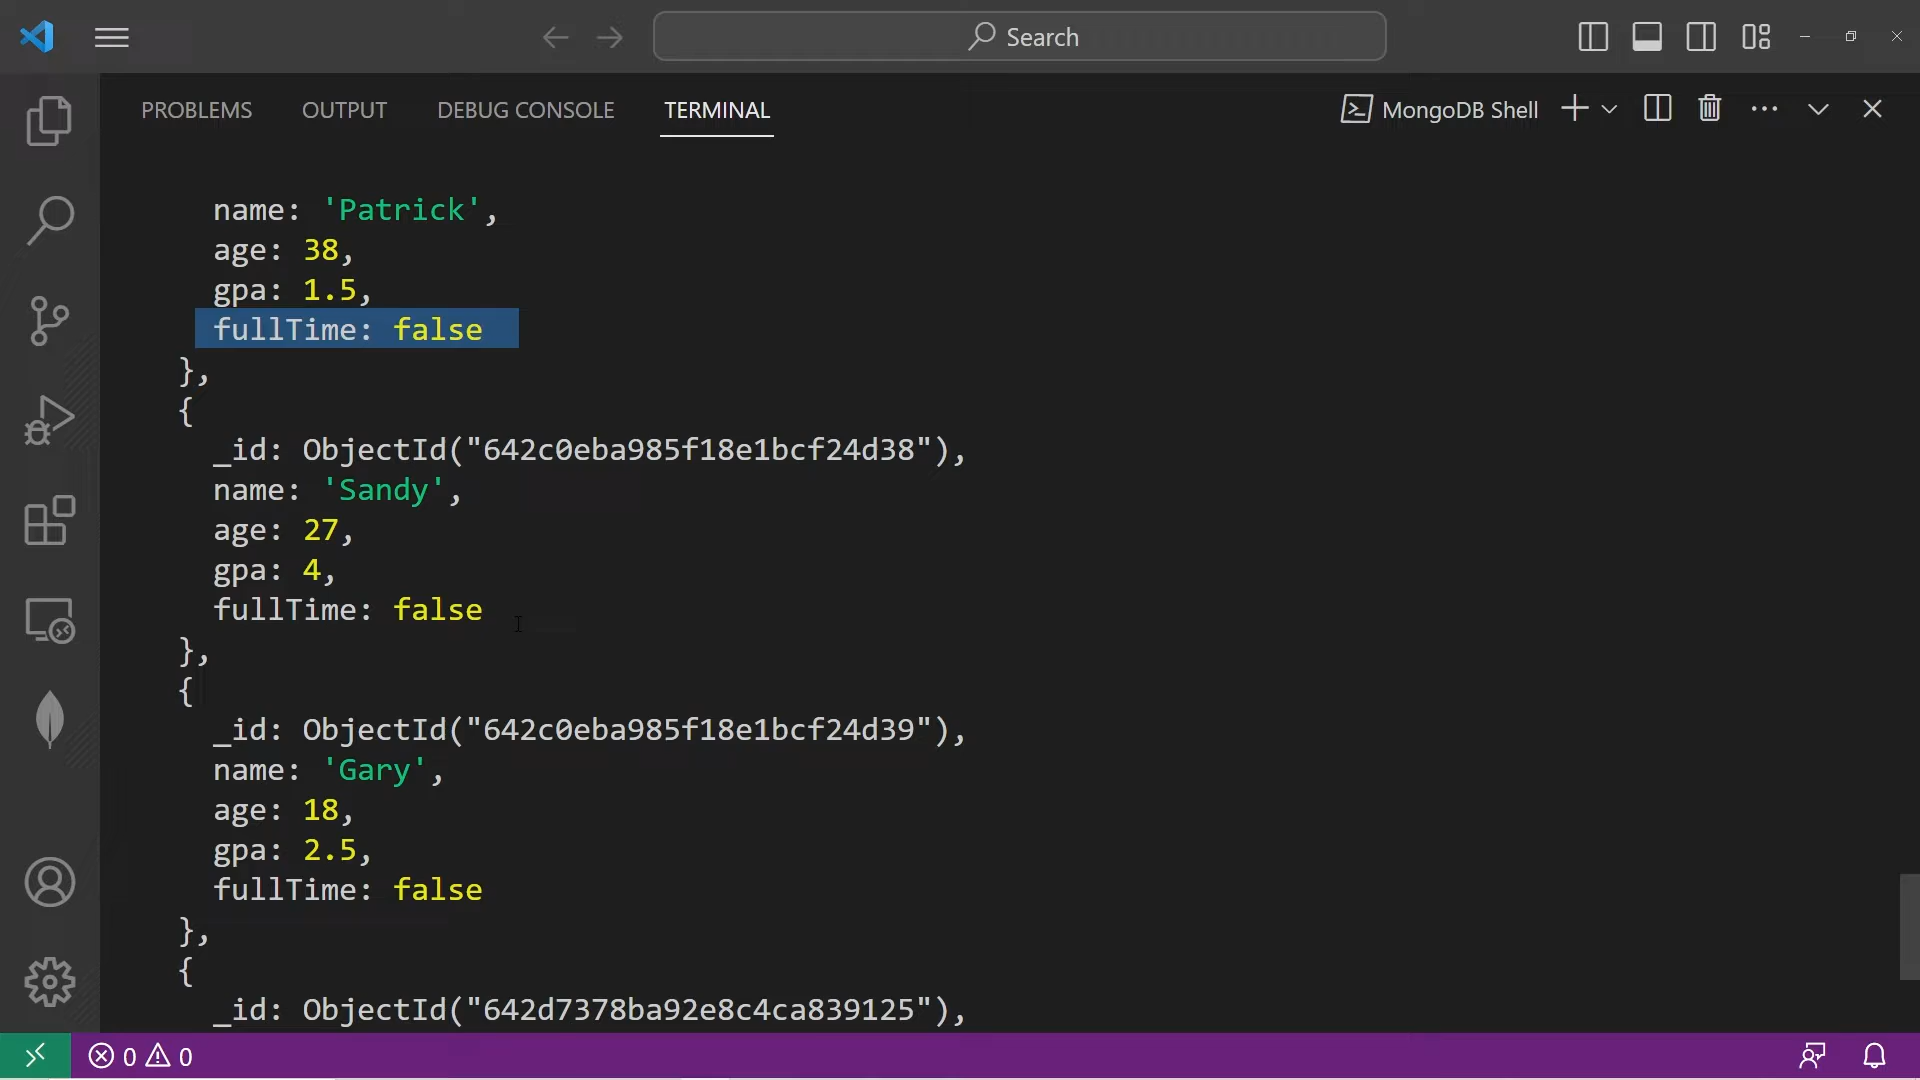 Search
PROBLEMS OUTPUT DEBUG CONSOLE TERMINAL MongoDB Shell
name: 'Patrick',
age: 38,
gpa: 1.5,
fullTime: false
},
{
_id: ObjectId("642c0eba985f18e1bcf24d38"),
name: 'Sandy',
age: 27,
gpa: 4,
fullTime: false
},
{
_id: ObjectId("642c0eba985f18e1bcf24d39"),
name: 'Gary',
age: 18,
gpa: 2.5,
fullTime: false
},
{
_id: ObjectId("642d7378ba92e8c4ca839125"),
0 0